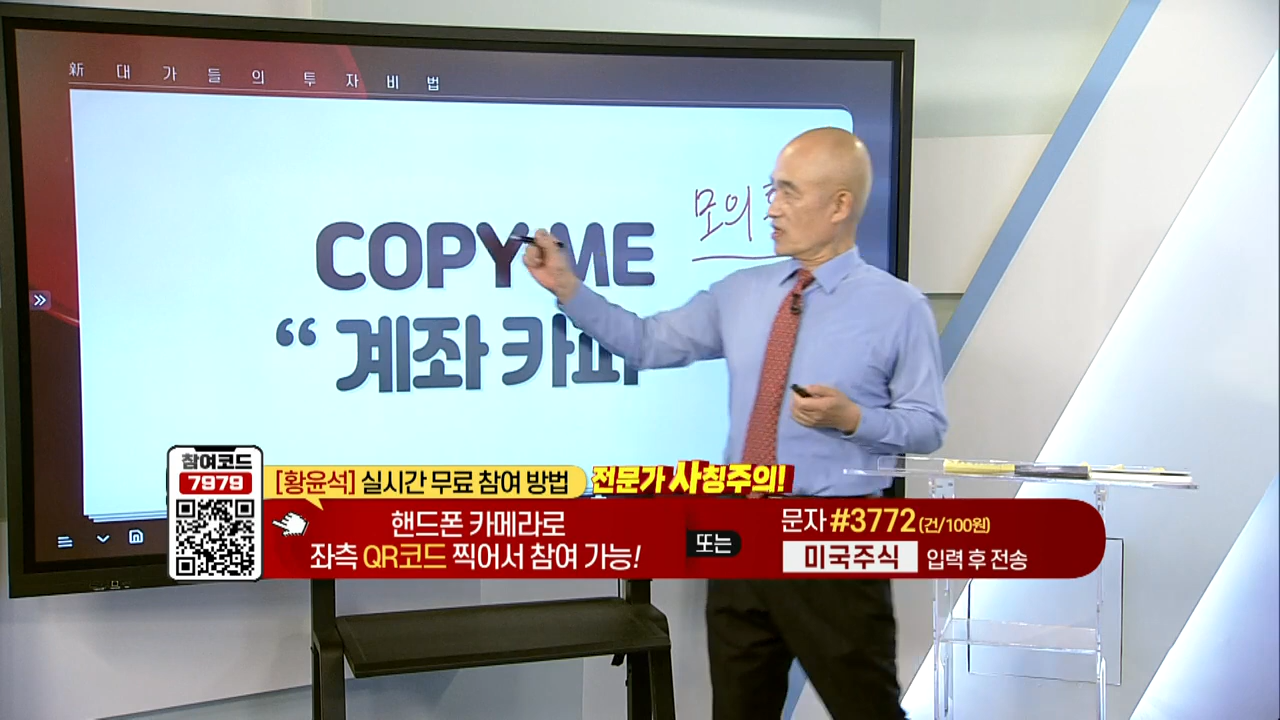 新 대 가 들 의 투 자 비 법
모의
COPY ME
“ 계좌 카피
참여코드
7979
[황윤석] 실시간 무료 참여 방법
전문가 사칭주의!
핸드폰 카메라로
좌측 QR코드 찍어서 참여 가능!
또는
문자 #3772 (건/100원)
미국주식 입력 후 전송